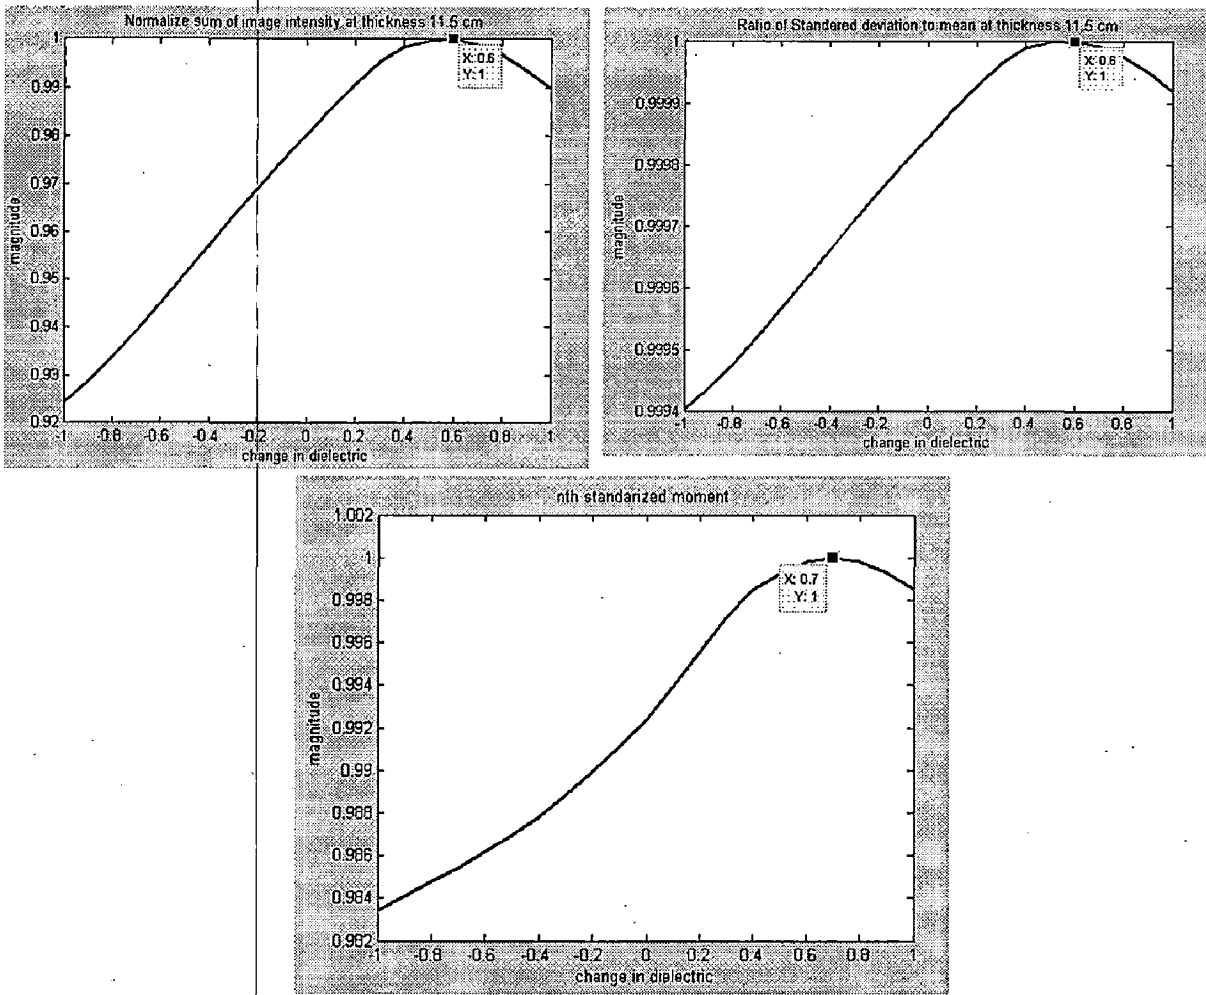 Normalize sum of image intensity at thickness 11.5 cm
1
0.99
0.98
0.97
0.96
0.95
0.94
0.93
0.92
magnitude
X: 0.6
Y: 1
-1 -0.8 -0.6 -0.4 -0.2 0 0.2 0.4 0.6 0.8 1
change in dielectric
Ratio of Standered deviation to mean at thickness 11.5 cm
1
0.9999
0.9998
0.9997
0.9996
0.9995
0.9994
magnitude
X: 0.6
Y: 1
-1 -0.8 -0.6 -0.4 -0.2 0 0.2 0.4 0.6 0.8 1
change in dielectric
nth standarized moment
1.002
1
0.998
0.996
0.994
0.992
0.99
0.988
0.986
0.984
0.982
magnitude
X: 0.7
Y: 1
-1 -0.8 -0.6 -0.4 -0.2 0 0.2 0.4 0.6 0.8 1
change in dielectric